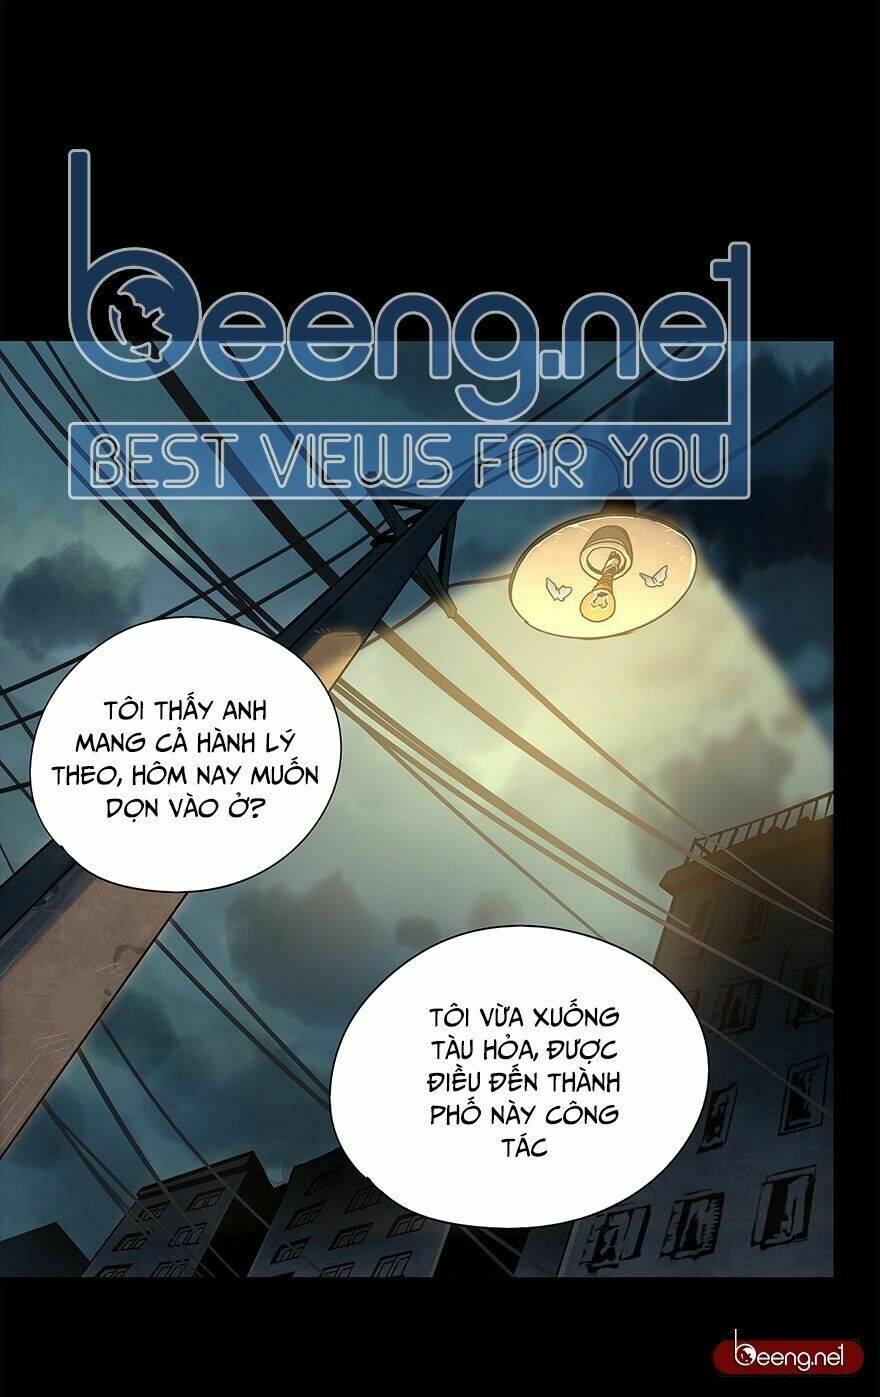 beeng.net
BEST VIEWS FOR YOU
TÔI THẤY ANH
MANG CẢ HÀNH LÝ
THEO, HÔM NAY MUỐN
DỌN VÀO Ở?
TÔI VỪA XUỐNG
TÀU HỎA, ĐƯỢC
ĐIỀU ĐẾN THÀNH
PHỐ NÀY CÔNG
TÁC
beeng.net